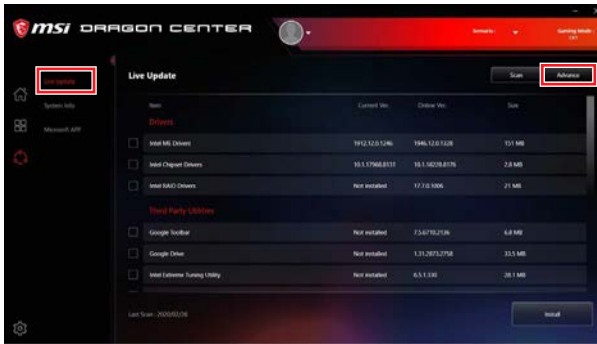 msi DRAGON CENTER
Scenario :
Gaming Mode :
OFF
Live Update
Live Update
Scan
Advance
System Info
Microsoft APP
Item Current Ver. Online Ver. Size
Drivers
Intel ME Drivers 1912.12.0.1246 1946.12.0.1328 151 MB
Intel Chipset Drivers 10.1.17968.8131 10.1.18228.8176 2.8 MB
Intel RAID Drivers Not installed 17.7.0.1006 21 MB
Third Party Utilities
Google Toolbar Not installed 7.5.6710.2136 6.8 MB
Google Drive Not installed 1.31.2873.2758 33.5 MB
Intel Extreme Tuning Utility Not installed 6.5.1.330 28.1 MB
Last Scan : 2020/02/26
Install